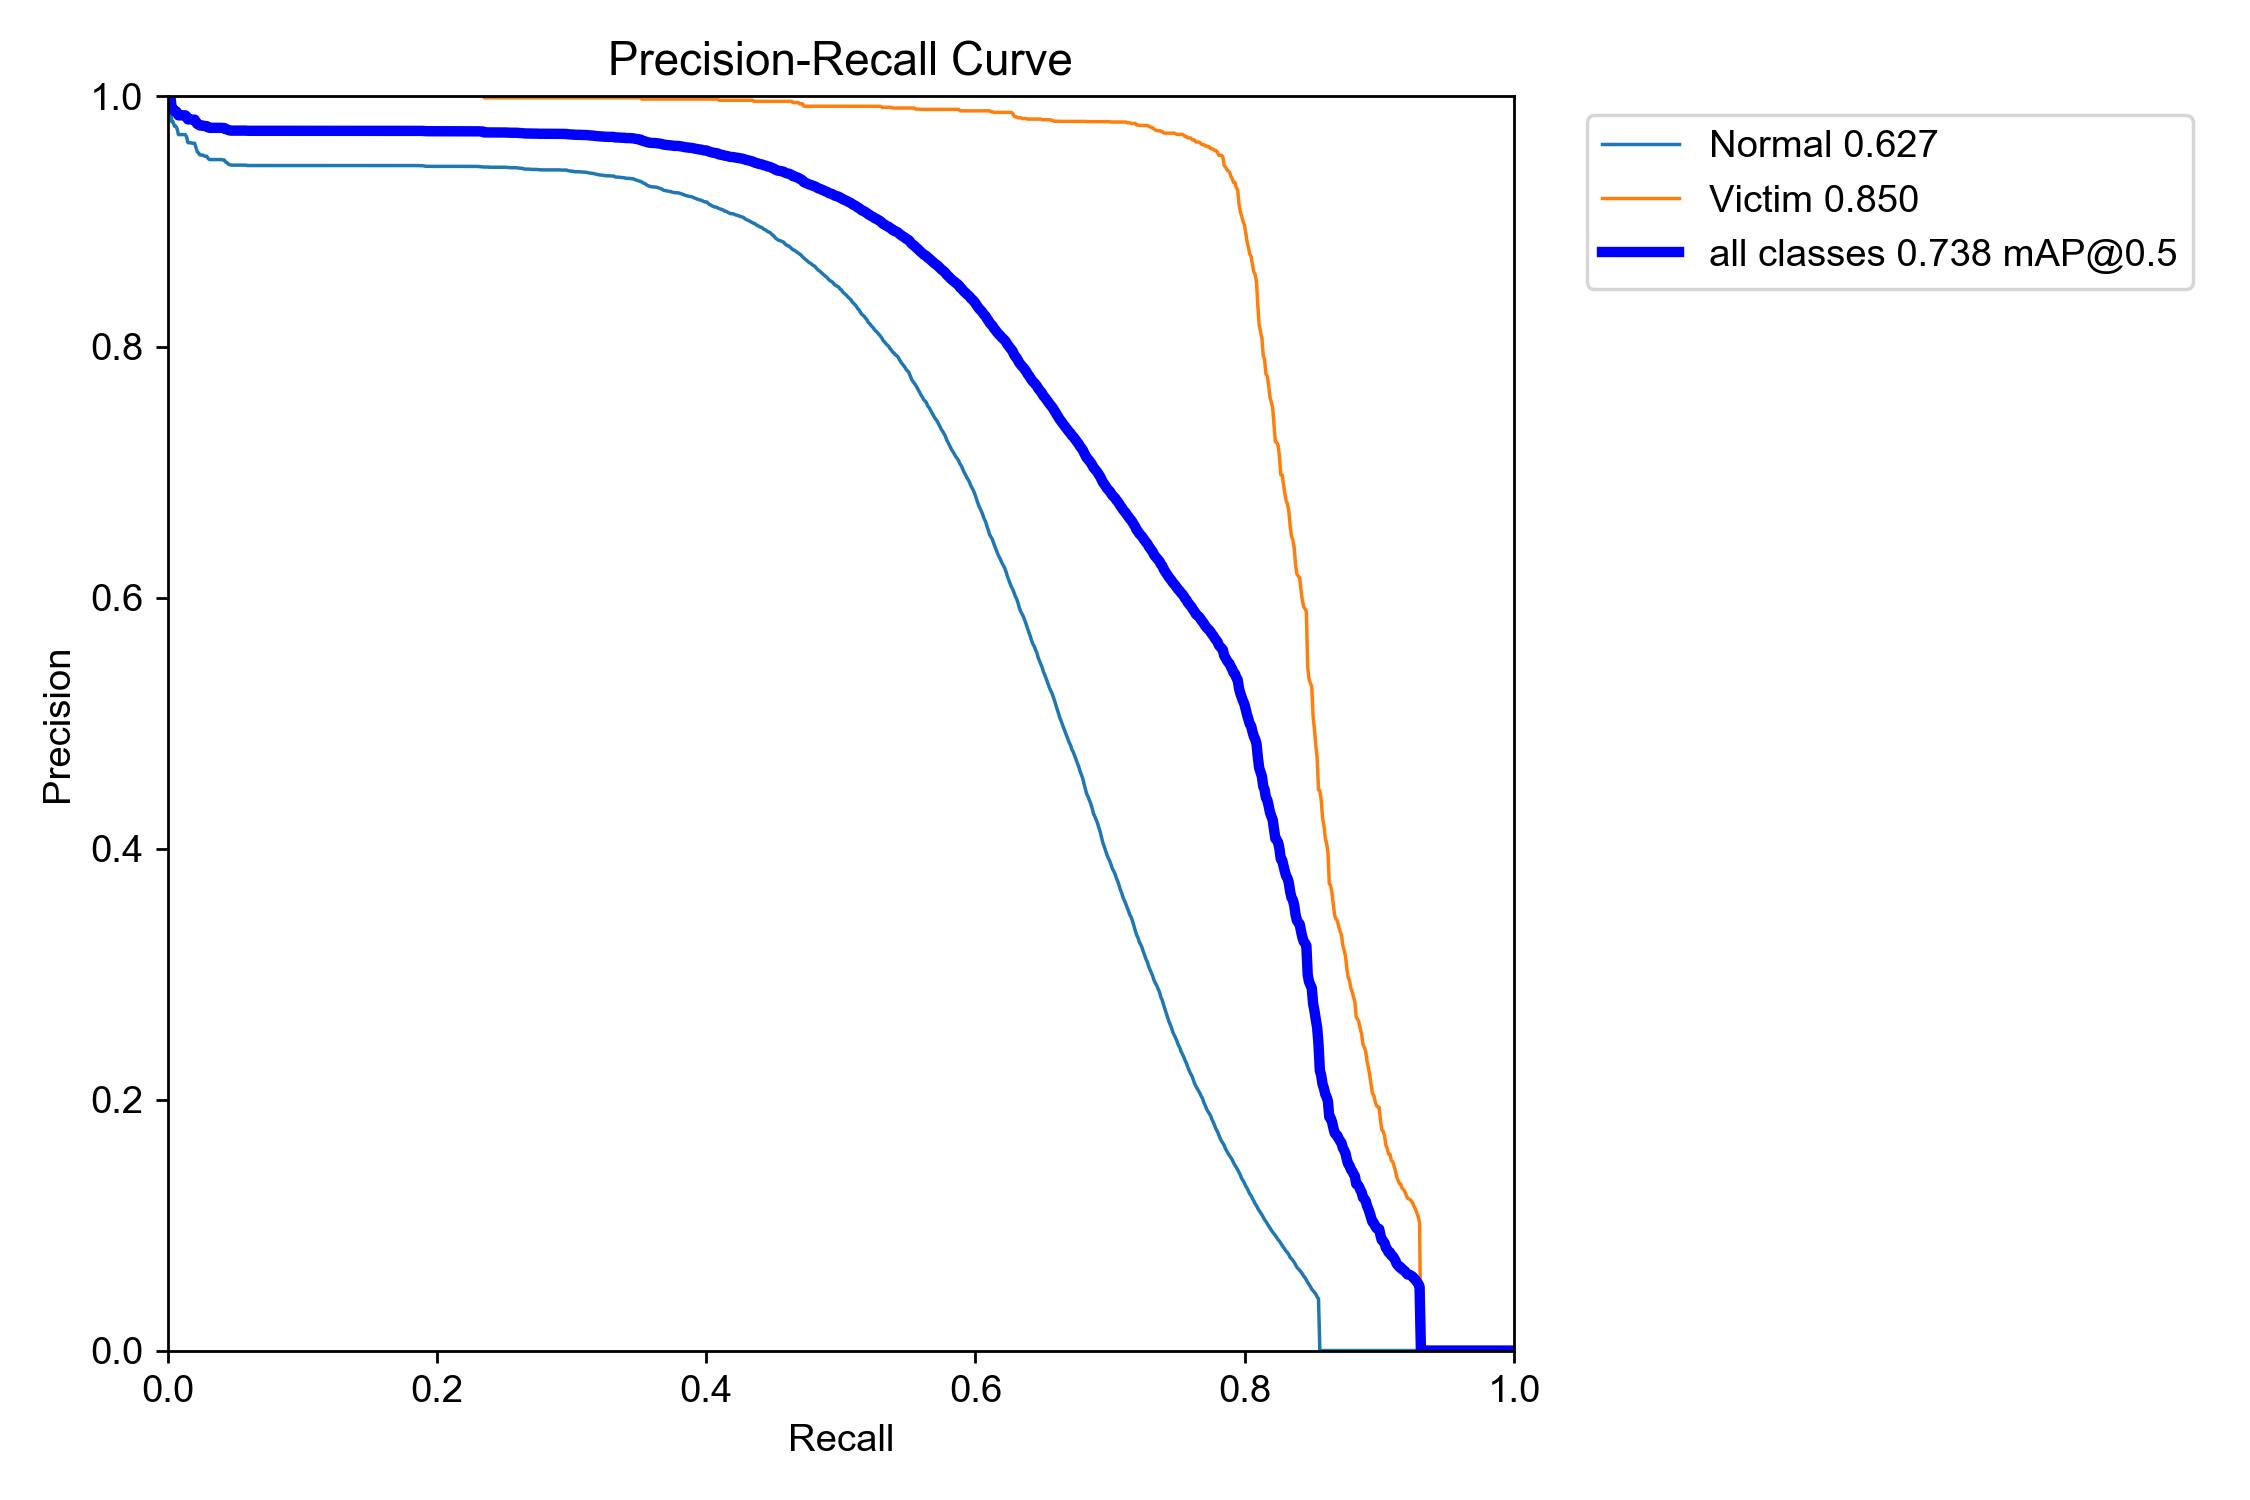 Precision-Recall Curve
1.0
0.8
0.6
0.4
0.2
0.0
Precision
0.0 0.2 0.4 0.6 0.8 1.0
Recall
Normal 0.627
Victim 0.850
all classes 0.738 mAP@0.5